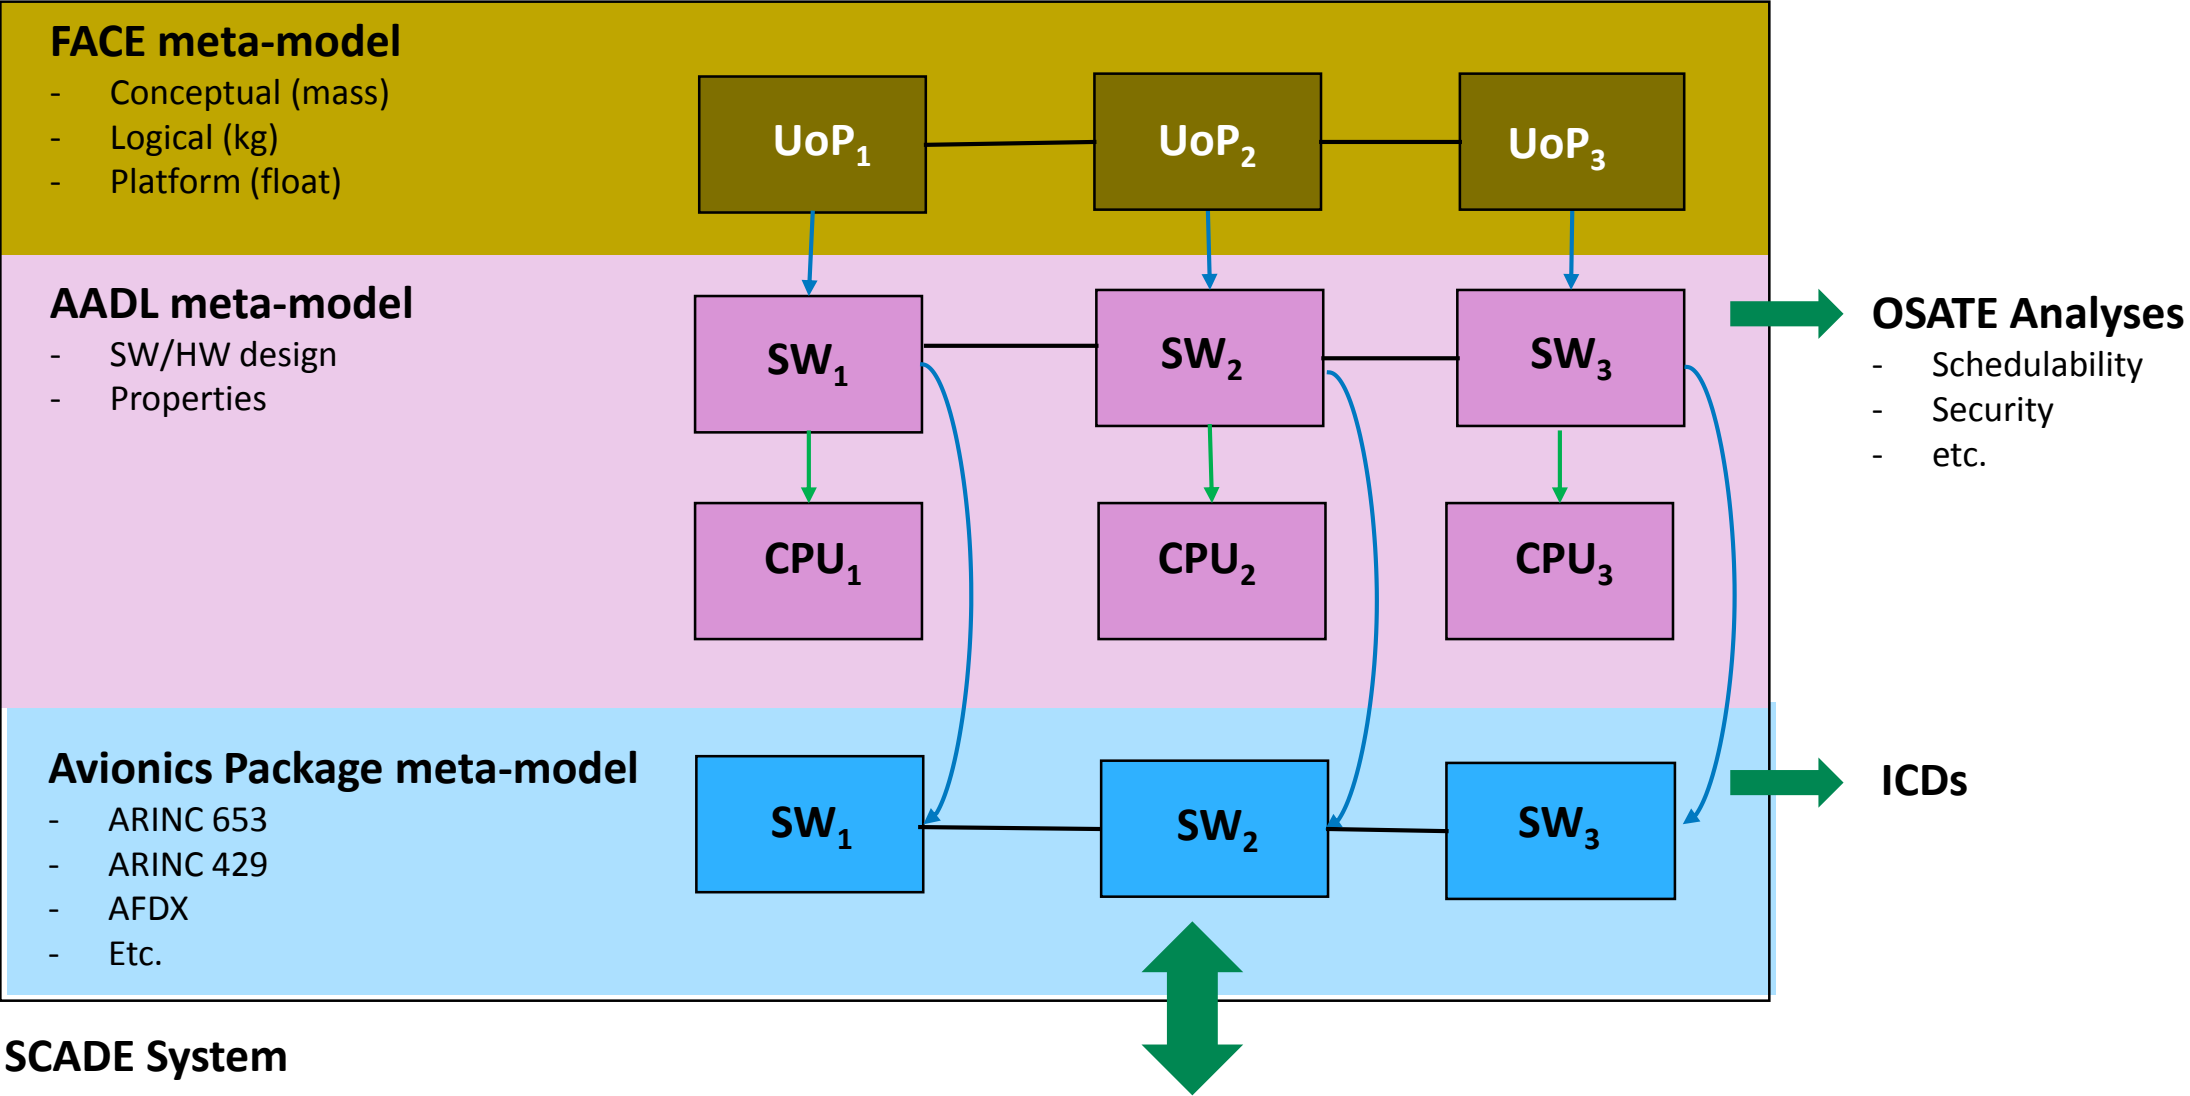 FACE meta-model
- Conceptual (mass)
- Logical (kg)
- Platform (float)
UoP1
UoP2
UoP3
AADL meta-model
- SW/HW design
- Properties
SW1
SW2
SW3
OSATE Analyses
- Schedulability
- Security
- etc.
CPU1
CPU2
CPU3
Avionics Package meta-model
- ARINC 653
- ARINC 429
- AFDX
- Etc.
SW1
SW2
SW3
ICDs
SCADE System